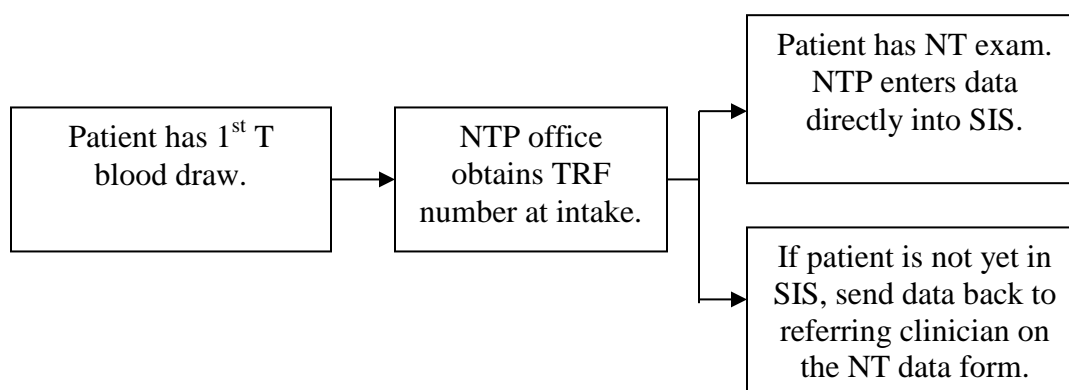 Patient has 1st T
blood draw.
NTP office
obtains TRF
number at intake.
Patient has NT exam.
NTP enters data
directly into SIS.
If patient is not yet in
SIS, send data back to
referring clinician on
the NT data form.